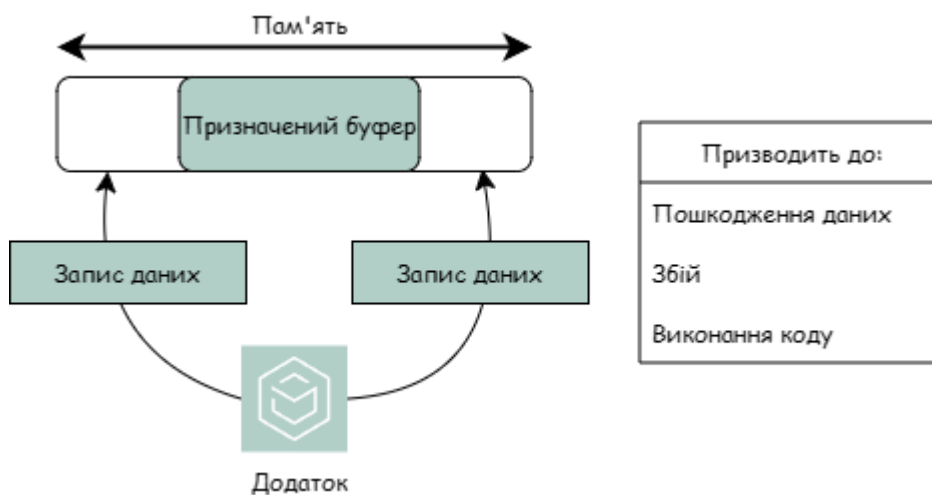 Пам'ять
Призначений буфер
Призводить до:
Пошкодження даних
Збій
Виконання коду
Запис даних
Запис даних
Додаток